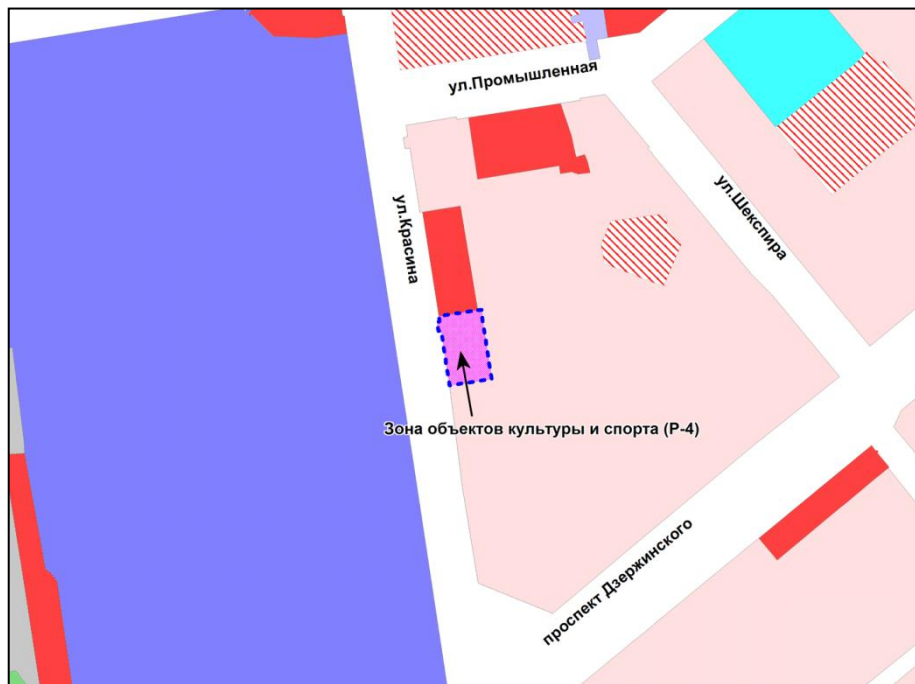 ул.Промышленная
ул.Шекспира
ул.Красина
Зона объектов культуры и спорта (Р-4)
проспект Дзержинского